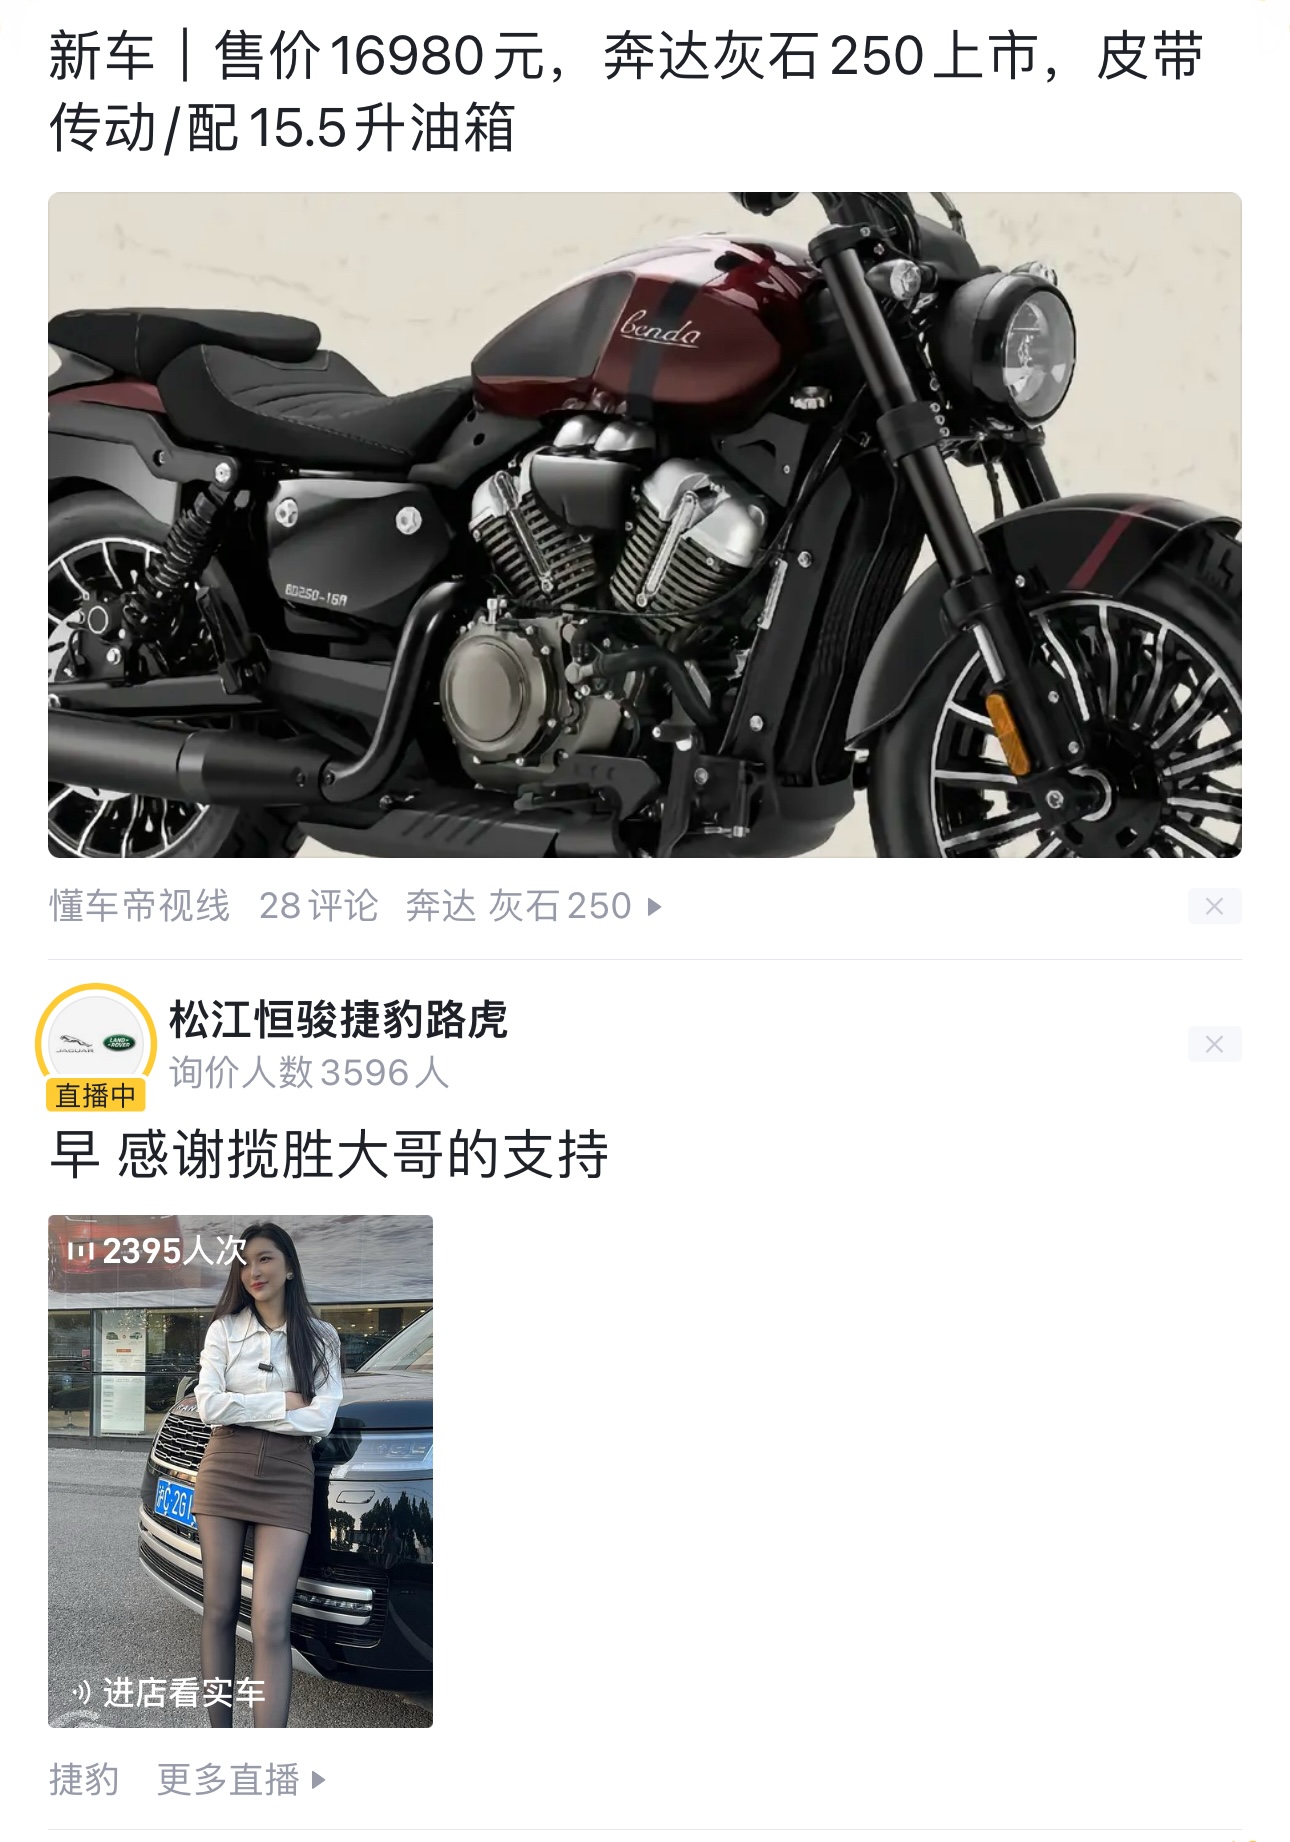 新车｜售价16980元，奔达灰石250上市，皮带
传动/配15.5升油箱
benda
BD250-15A
懂车帝视线 28评论 奔达 灰石250
松江恒骏捷豹路虎
JAGUAR
LAND-ROVER
询价人数3596人
直播中
早 感谢揽胜大哥的支持
2395人次
沪C·2G
进店看实车
捷豹 更多直播